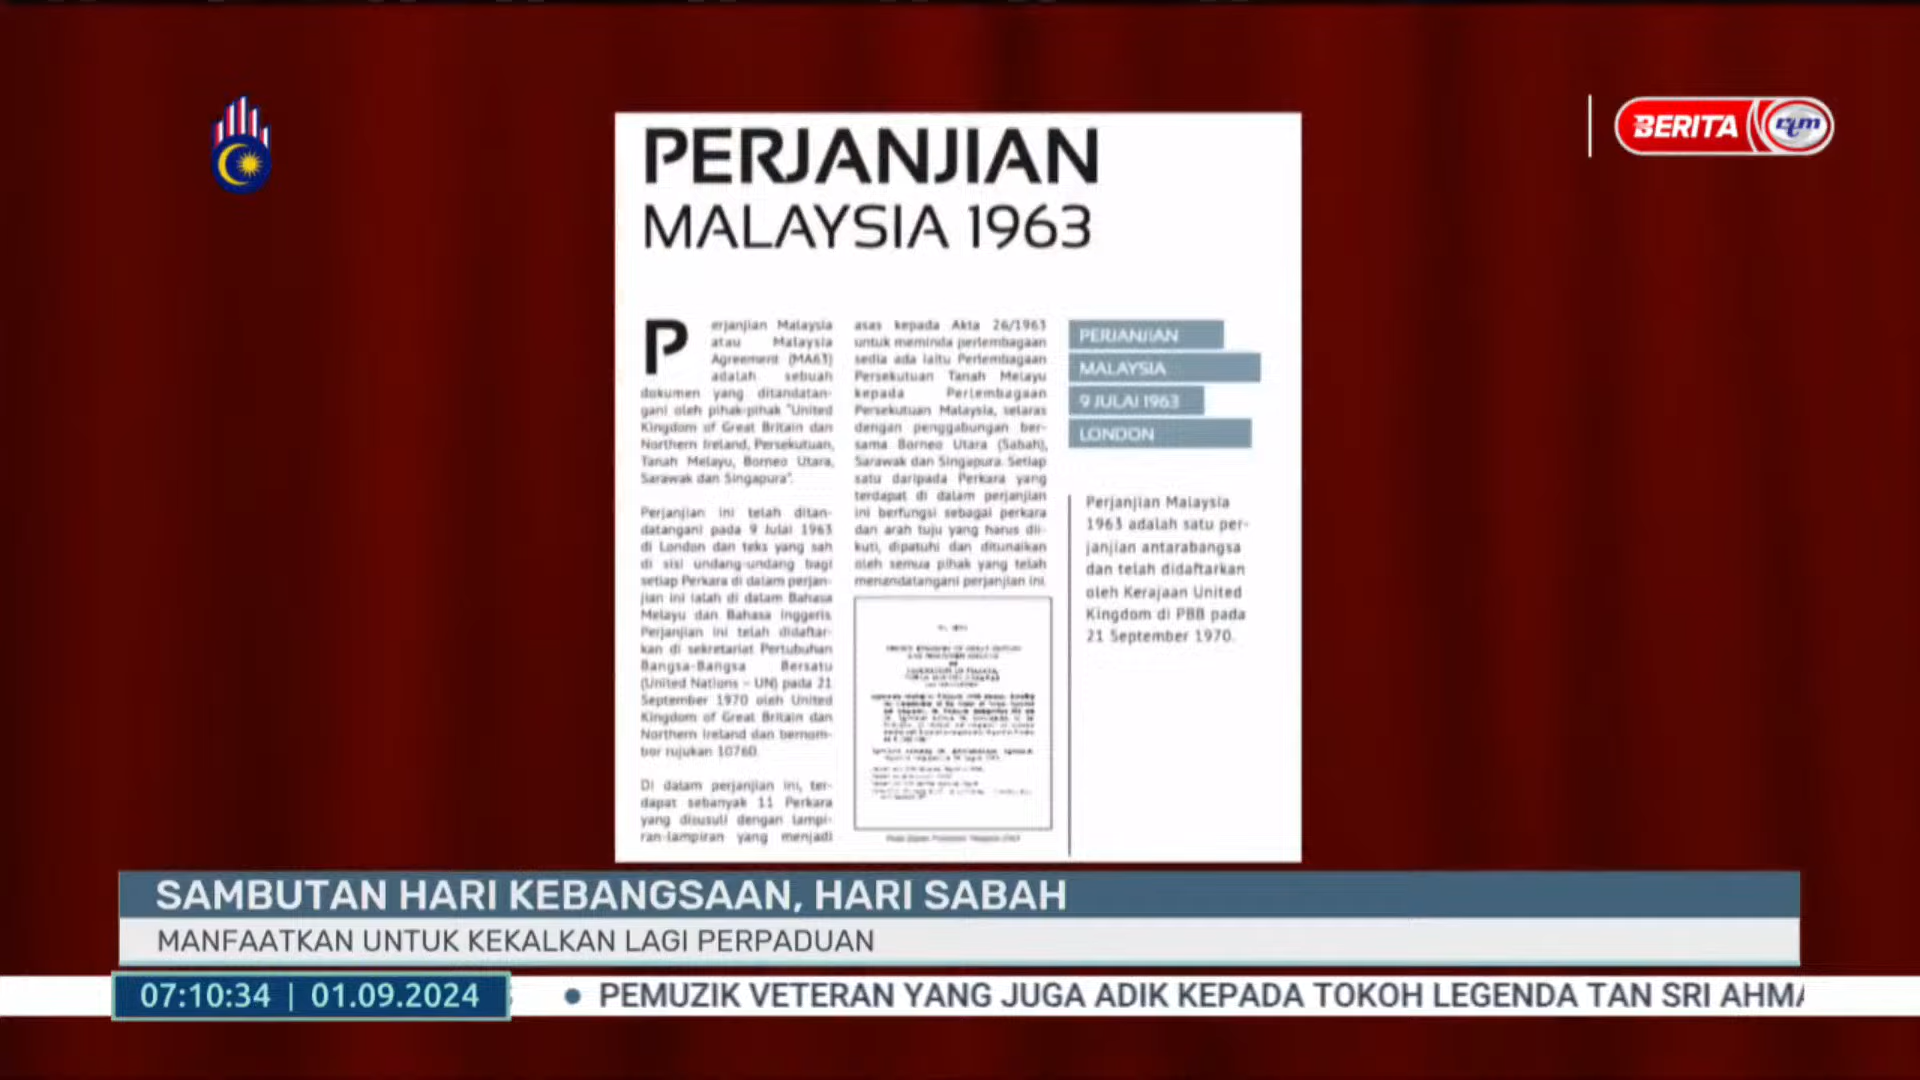 BERITA rtm
PERJANJIAN
MALAYSIA 1963
Perjanjian Malaysia
atau Malaysia
Agreement (MA63)
adalah sebuah
dokumen yang ditandatan-
gani oleh pihak-pihak "United
Kingdom of Great Britain dan
Northern Ireland, Persekutuan,
Tanah Melayu, Borneo Utara,
Sarawak dan Singapura".
Perjanjian ini telah ditan-
datangani pada 9 Julai 1963
di London dan teks yang sah
di sisi undang-undang bagi
setiap Perkara di dalam perjan-
jian ini ialah di dalam Bahasa
Melayu dan Bahasa Inggeris.
Perjanjian ini telah didaftar-
kan di sekretariat Pertubuhan
Bangsa-Bangsa Bersatu
(United Nations – UN) pada 21
September 1970 oleh United
Kingdom of Great Britain dan
Northern Ireland dan bernom-
bor rujukan 10760.
Di dalam perjanjian ini, ter-
dapat sebanyak 11 Perkara
yang disusuli dengan lampi-
ran-lampiran yang menjadi
asas kepada Akta 26/1963
untuk meminda perlembagaan
sedia ada iaitu Perlembagaan
Persekutuan Tanah Melayu
kepada Perlembagaan
Persekutuan Malaysia, selaras
dengan penggabungan ber-
sama Borneo Utara (Sabah),
Sarawak dan Singapura. Setiap
satu daripada Perkara yang
terdapat di dalam perjanjian
ini berfungsi sebagai perkara
dan arah tuju yang harus dii-
kuti, dipatuhi dan ditunaikan
oleh semua pihak yang telah
menandatangani perjanjian ini.
PERJANJIAN
MALAYSIA
9 JULAI 1963
LONDON
Perjanjian Malaysia
1963 adalah satu per-
janjian antarabangsa
dan telah didaftarkan
oleh Kerajaan United
Kingdom di PBB pada
21 September 1970.
SAMBUTAN HARI KEBANGSAAN, HARI SABAH
MANFAATKAN UNTUK KEKALKAN LAGI PERPADUAN
07:10:34 | 01.09.2024
• PEMUZIK VETERAN YANG JUGA ADIK KEPADA TOKOH LEGENDA TAN SRI AHMA